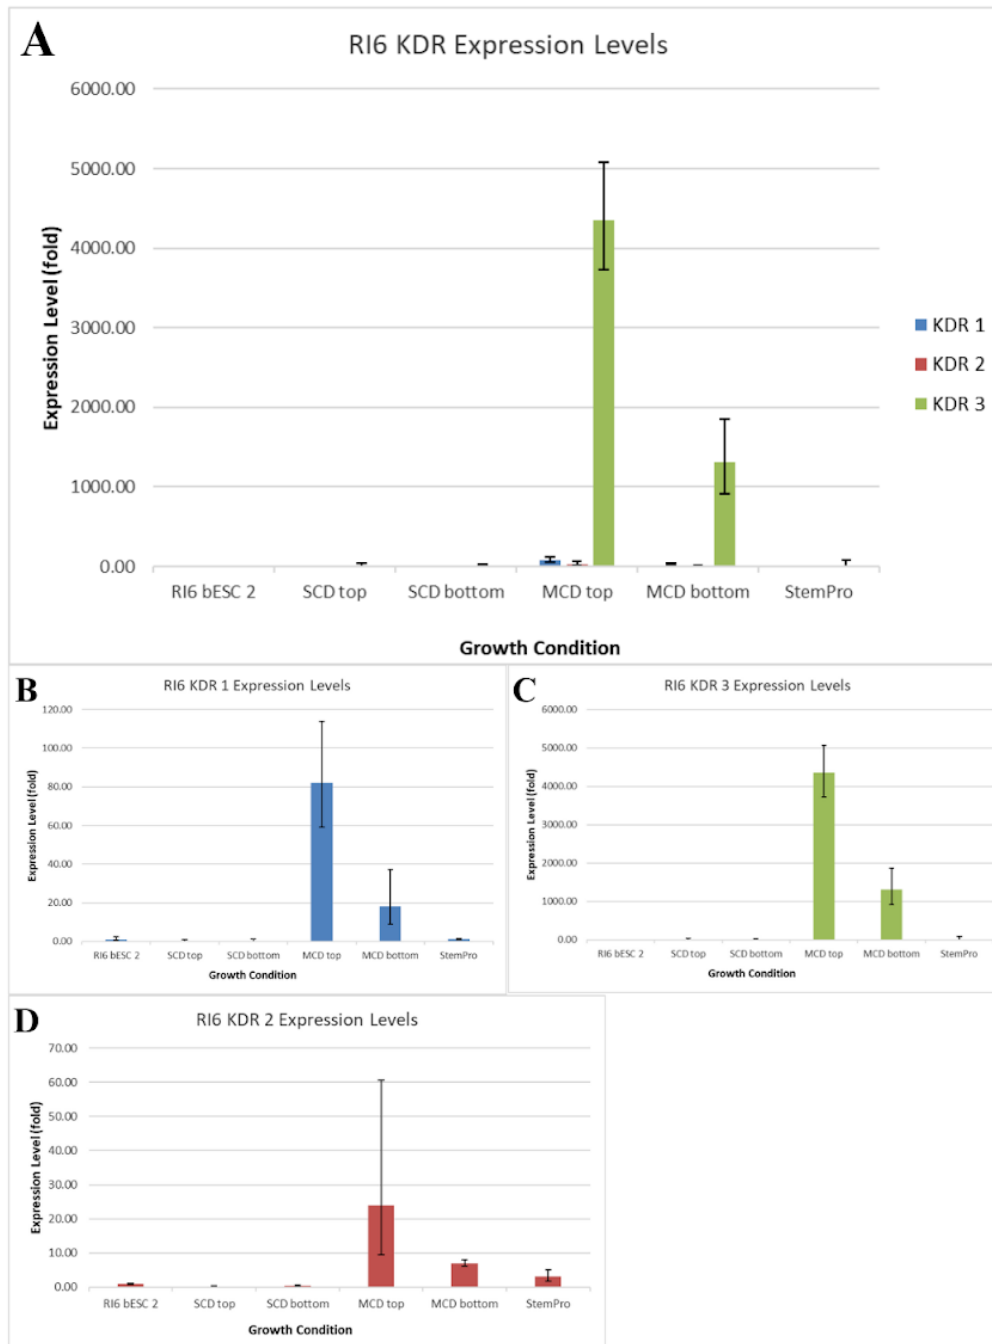 A
RI6 KDR Expression Levels
6000.00
5000.00
4000.00
3000.00
2000.00
1000.00
0.00
Expression Level (fold)
RI6 bESC 2 SCD top SCD bottom MCD top MCD bottom StemPro
Growth Condition
KDR 1
KDR 2
KDR 3
B
RI6 KDR 1 Expression Levels
120.00
100.00
80.00
60.00
40.00
20.00
0.00
Expression Level (fold)
RI6 bESC 2 SCD top SCD bottom MCD top MCD bottom StemPro
Growth Condition
C
RI6 KDR 3 Expression Levels
6000.00
5000.00
4000.00
3000.00
2000.00
1000.00
0.00
Expression Level (fold)
RI6 bESC 2 SCD top SCD bottom MCD top MCD bottom StemPro
Growth Condition
D
RI6 KDR 2 Expression Levels
70.00
60.00
50.00
40.00
30.00
20.00
10.00
0.00
Expression Level (fold)
RI6 bESC 2 SCD top SCD bottom MCD top MCD bottom StemPro
Growth Condition